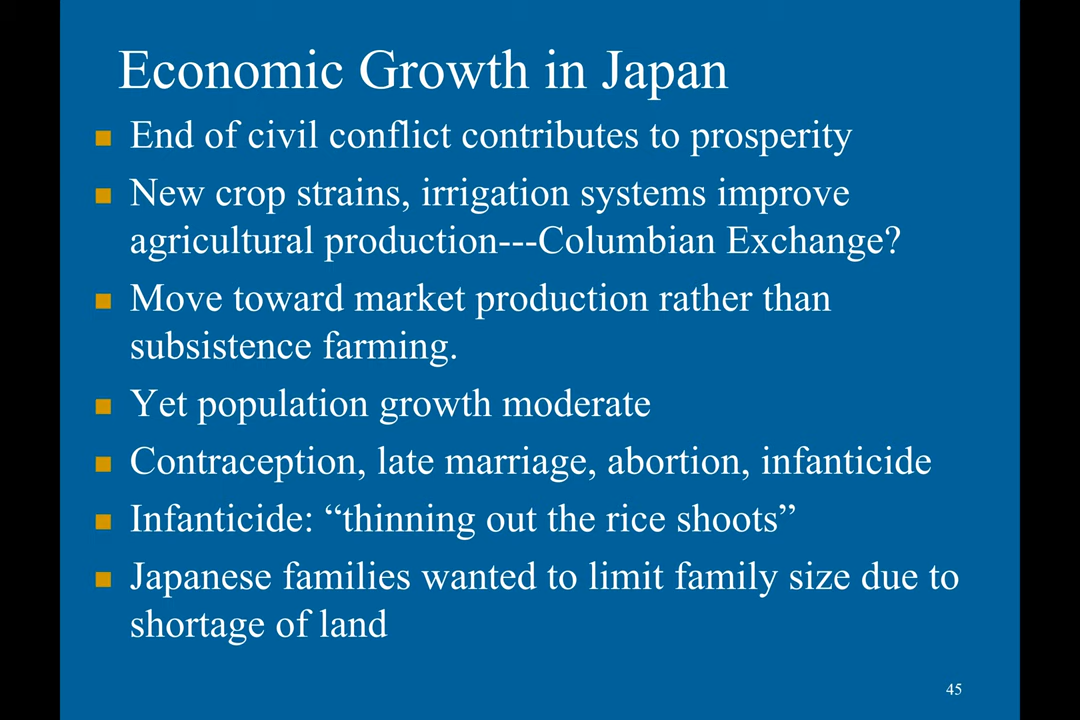 Economic Growth in Japan
End of civil conflict contributes to prosperity
New crop strains, irrigation systems improve
agricultural production---Columbian Exchange?
Move toward market production rather than
subsistence farming.
Yet population growth moderate
Contraception, late marriage, abortion, infanticide
Infanticide: “thinning out the rice shoots”
Japanese families wanted to limit family size due to
shortage of land
45